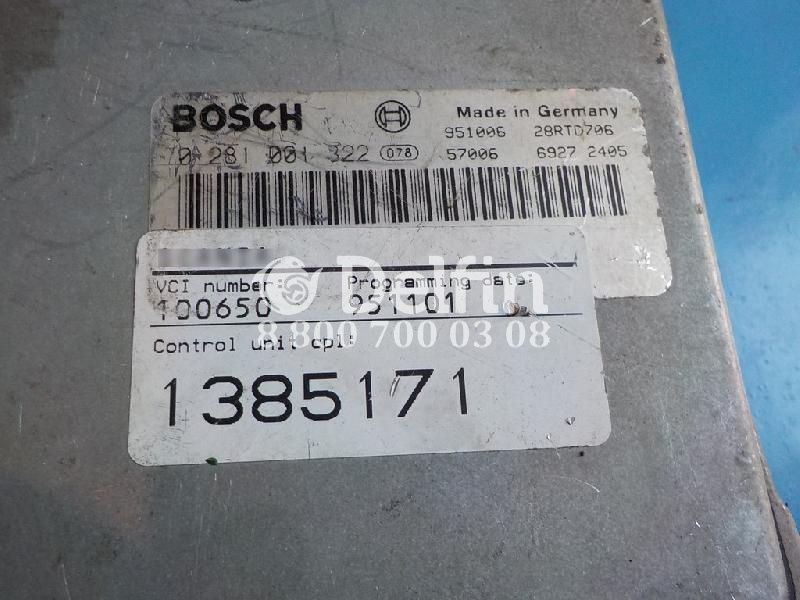 BOSCH Made in Germany
951006 28RTD706
0 281 001 322 078 57006 6927 2405
VCI number: Programming date:
100650 951101
Delfin
8 800 700 03 08
Control unit cpl:
1385171